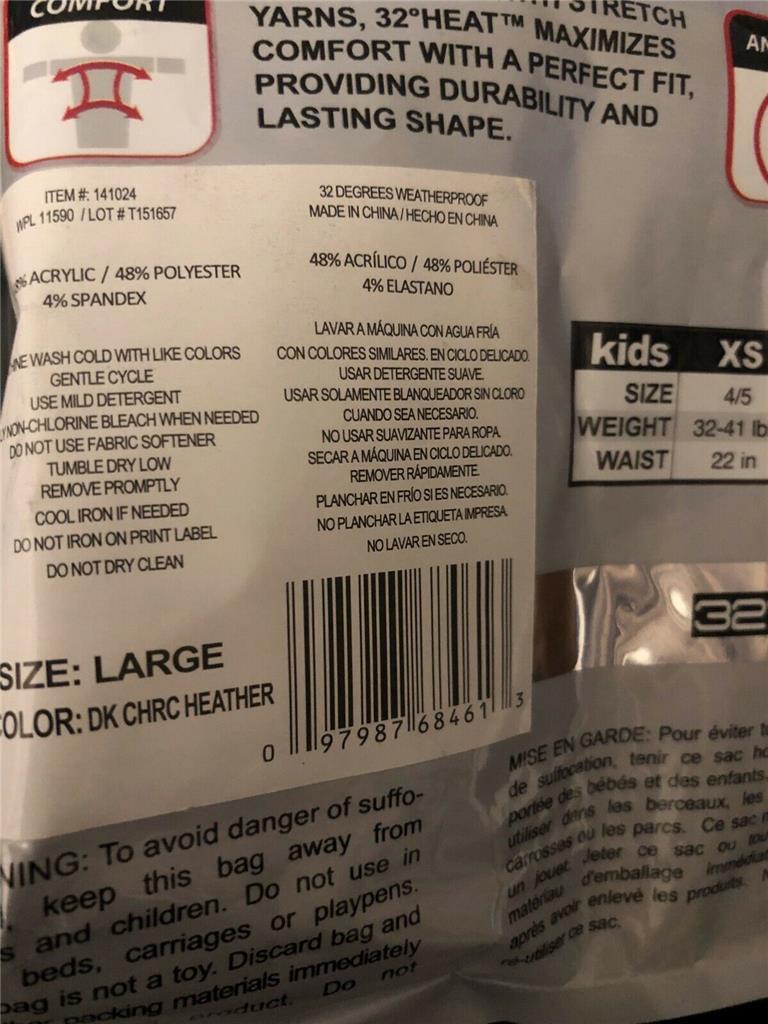 COMFORT
STRETCH
YARNS, 32°HEAT™ MAXIMIZES
COMFORT WITH A PERFECT FIT,
PROVIDING DURABILITY AND
LASTING SHAPE.
AN
ITEM #: 141024
WPL 11590 / LOT # T151657
% ACRYLIC / 48% POLYESTER
4% SPANDEX
NE WASH COLD WITH LIKE COLORS
GENTLE CYCLE
USE MILD DETERGENT
Y NON-CHLORINE BLEACH WHEN NEEDED
DO NOT USE FABRIC SOFTENER
TUMBLE DRY LOW
REMOVE PROMPTLY
COOL IRON IF NEEDED
DO NOT IRON ON PRINT LABEL
DO NOT DRY CLEAN
32 DEGREES WEATHERPROOF
MADE IN CHINA / HECHO EN CHINA
48% ACRÍLICO / 48% POLIÉSTER
4% ELASTANO
LAVAR A MÁQUINA CON AGUA FRÍA
CON COLORES SIMILARES. EN CICLO DELICADO.
USAR DETERGENTE SUAVE.
USAR SOLAMENTE BLANQUEADOR SIN CLORO
CUANDO SEA NECESARIO.
NO USAR SUAVIZANTE PARA ROPA.
SECAR A MÁQUINA EN CICLO DELICADO.
REMOVER RÁPIDAMENTE.
PLANCHAR EN FRÍO SI ES NECESARIO.
NO PLANCHAR LA ETIQUETA IMPRESA.
NO LAVAR EN SECO.
SIZE: LARGE
COLOR: DK CHRC HEATHER
0 97987 68461 3
kids XS
SIZE 4/5
WEIGHT 32-41 lb
WAIST 22 in
32
NING: To avoid danger of suffo-
keep this bag away from
s and children. Do not use in
beds, carriages or playpens.
bag is not a toy. Discard bag and
packing materials immediately
product. Do not
MISE EN GARDE: Pour éviter
de suffocation, tenir ce sac
portée des bébés et des enfants.
utiliser dans les berceaux, les
carrosses ou les parcs. Ce sac
un jouet. Jeter ce sac ou
matériau d'emballage
après avoir enlevé les produits.
ce sac.